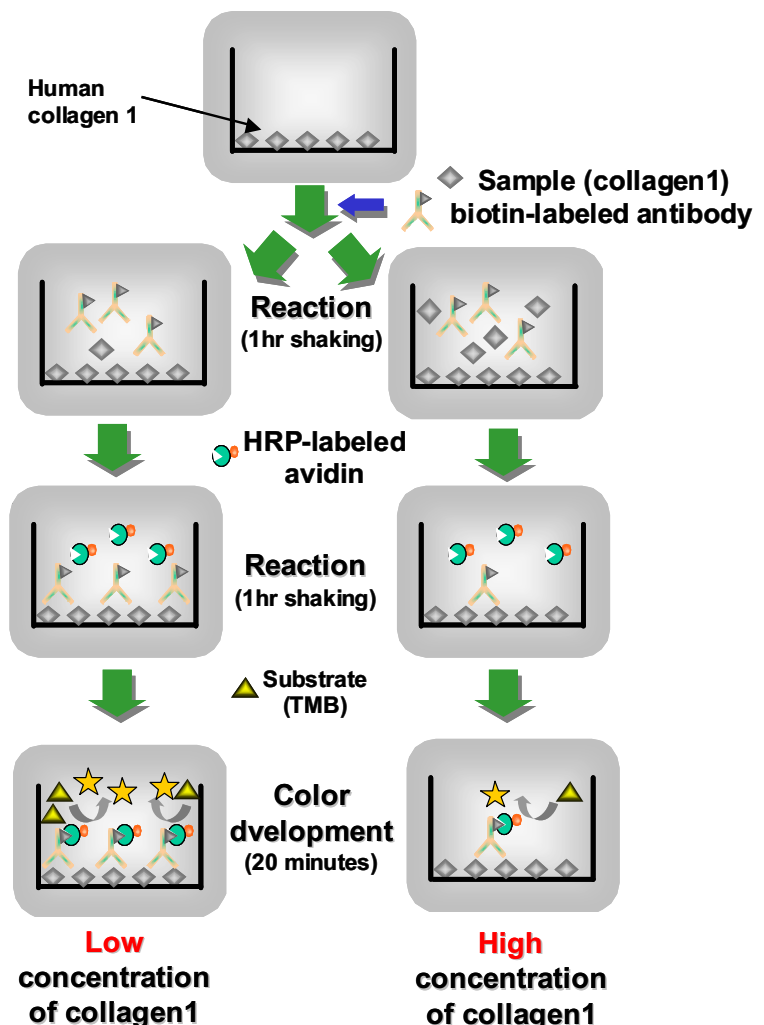 Human
collagen 1
Sample (collagen1)
biotin-labeled antibody
Reaction
(1hr shaking)
HRP-labeled
avidin
Reaction
(1hr shaking)
Substrate
(TMB)
Color
dvelopment
(20 minutes)
Low
concentration
of collagen1
High
concentration
of collagen1